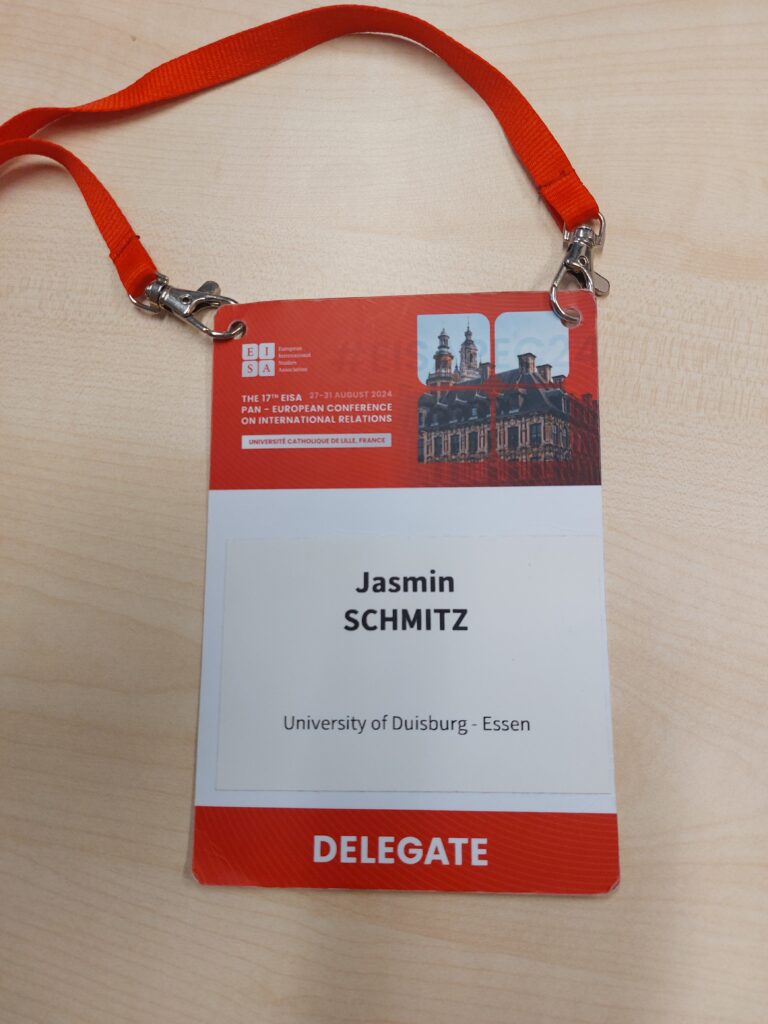 E I
S A
European
International
Studies
Association
THE 17TH EISA 27-31 AUGUST 2024
PAN - EUROPEAN CONFERENCE
ON INTERNATIONAL RELATIONS
UNIVERSITÉ CATHOLIQUE DE LILLE, FRANCE
Jasmin
SCHMITZ
University of Duisburg - Essen
DELEGATE